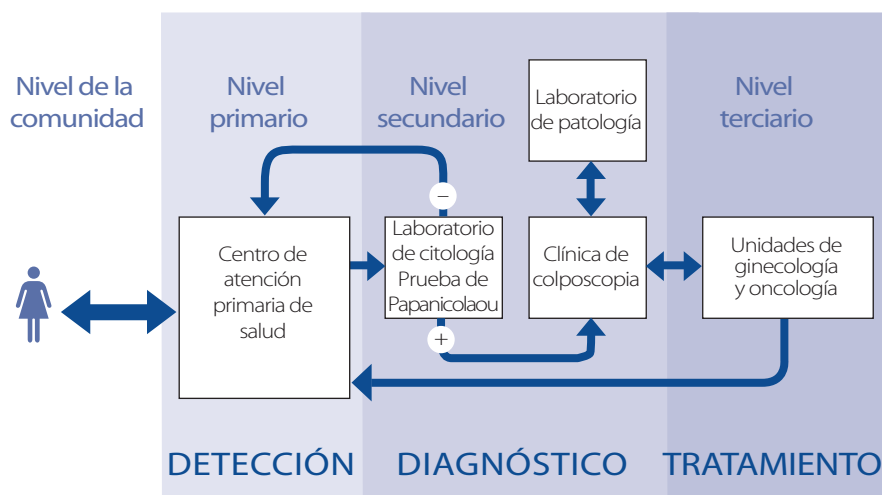 Nivel de la
comunidad
Nivel
primario
Nivel
secundario
Nivel
terciario
Laboratorio
de patología
−
Centro de
atención
primaria de
salud
Laboratorio
de citología
Prueba de
Papanicolaou
Clínica de
colposcopia
Unidades de
ginecología
y oncología
+
DETECCIÓN
DIAGNÓSTICO
TRATAMIENTO